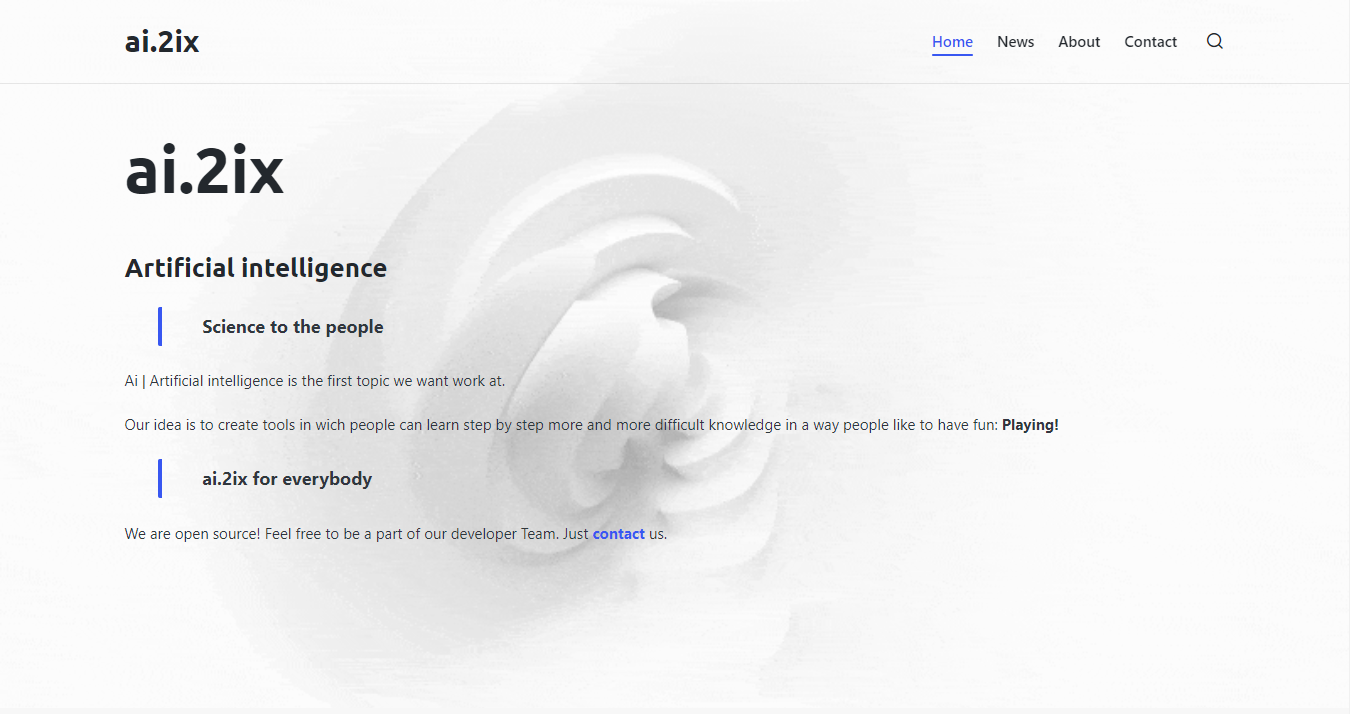 ai.2ix
Home News About Contact
ai.2ix
Artificial intelligence
Science to the people
Ai | Artificial intelligence is the first topic we want work at.
Our idea is to create tools in wich people can learn step by step more and more difficult knowledge in a way people like to have fun: Playing!
ai.2ix for everybody
We are open source! Feel free to be a part of our developer Team. Just contact us.